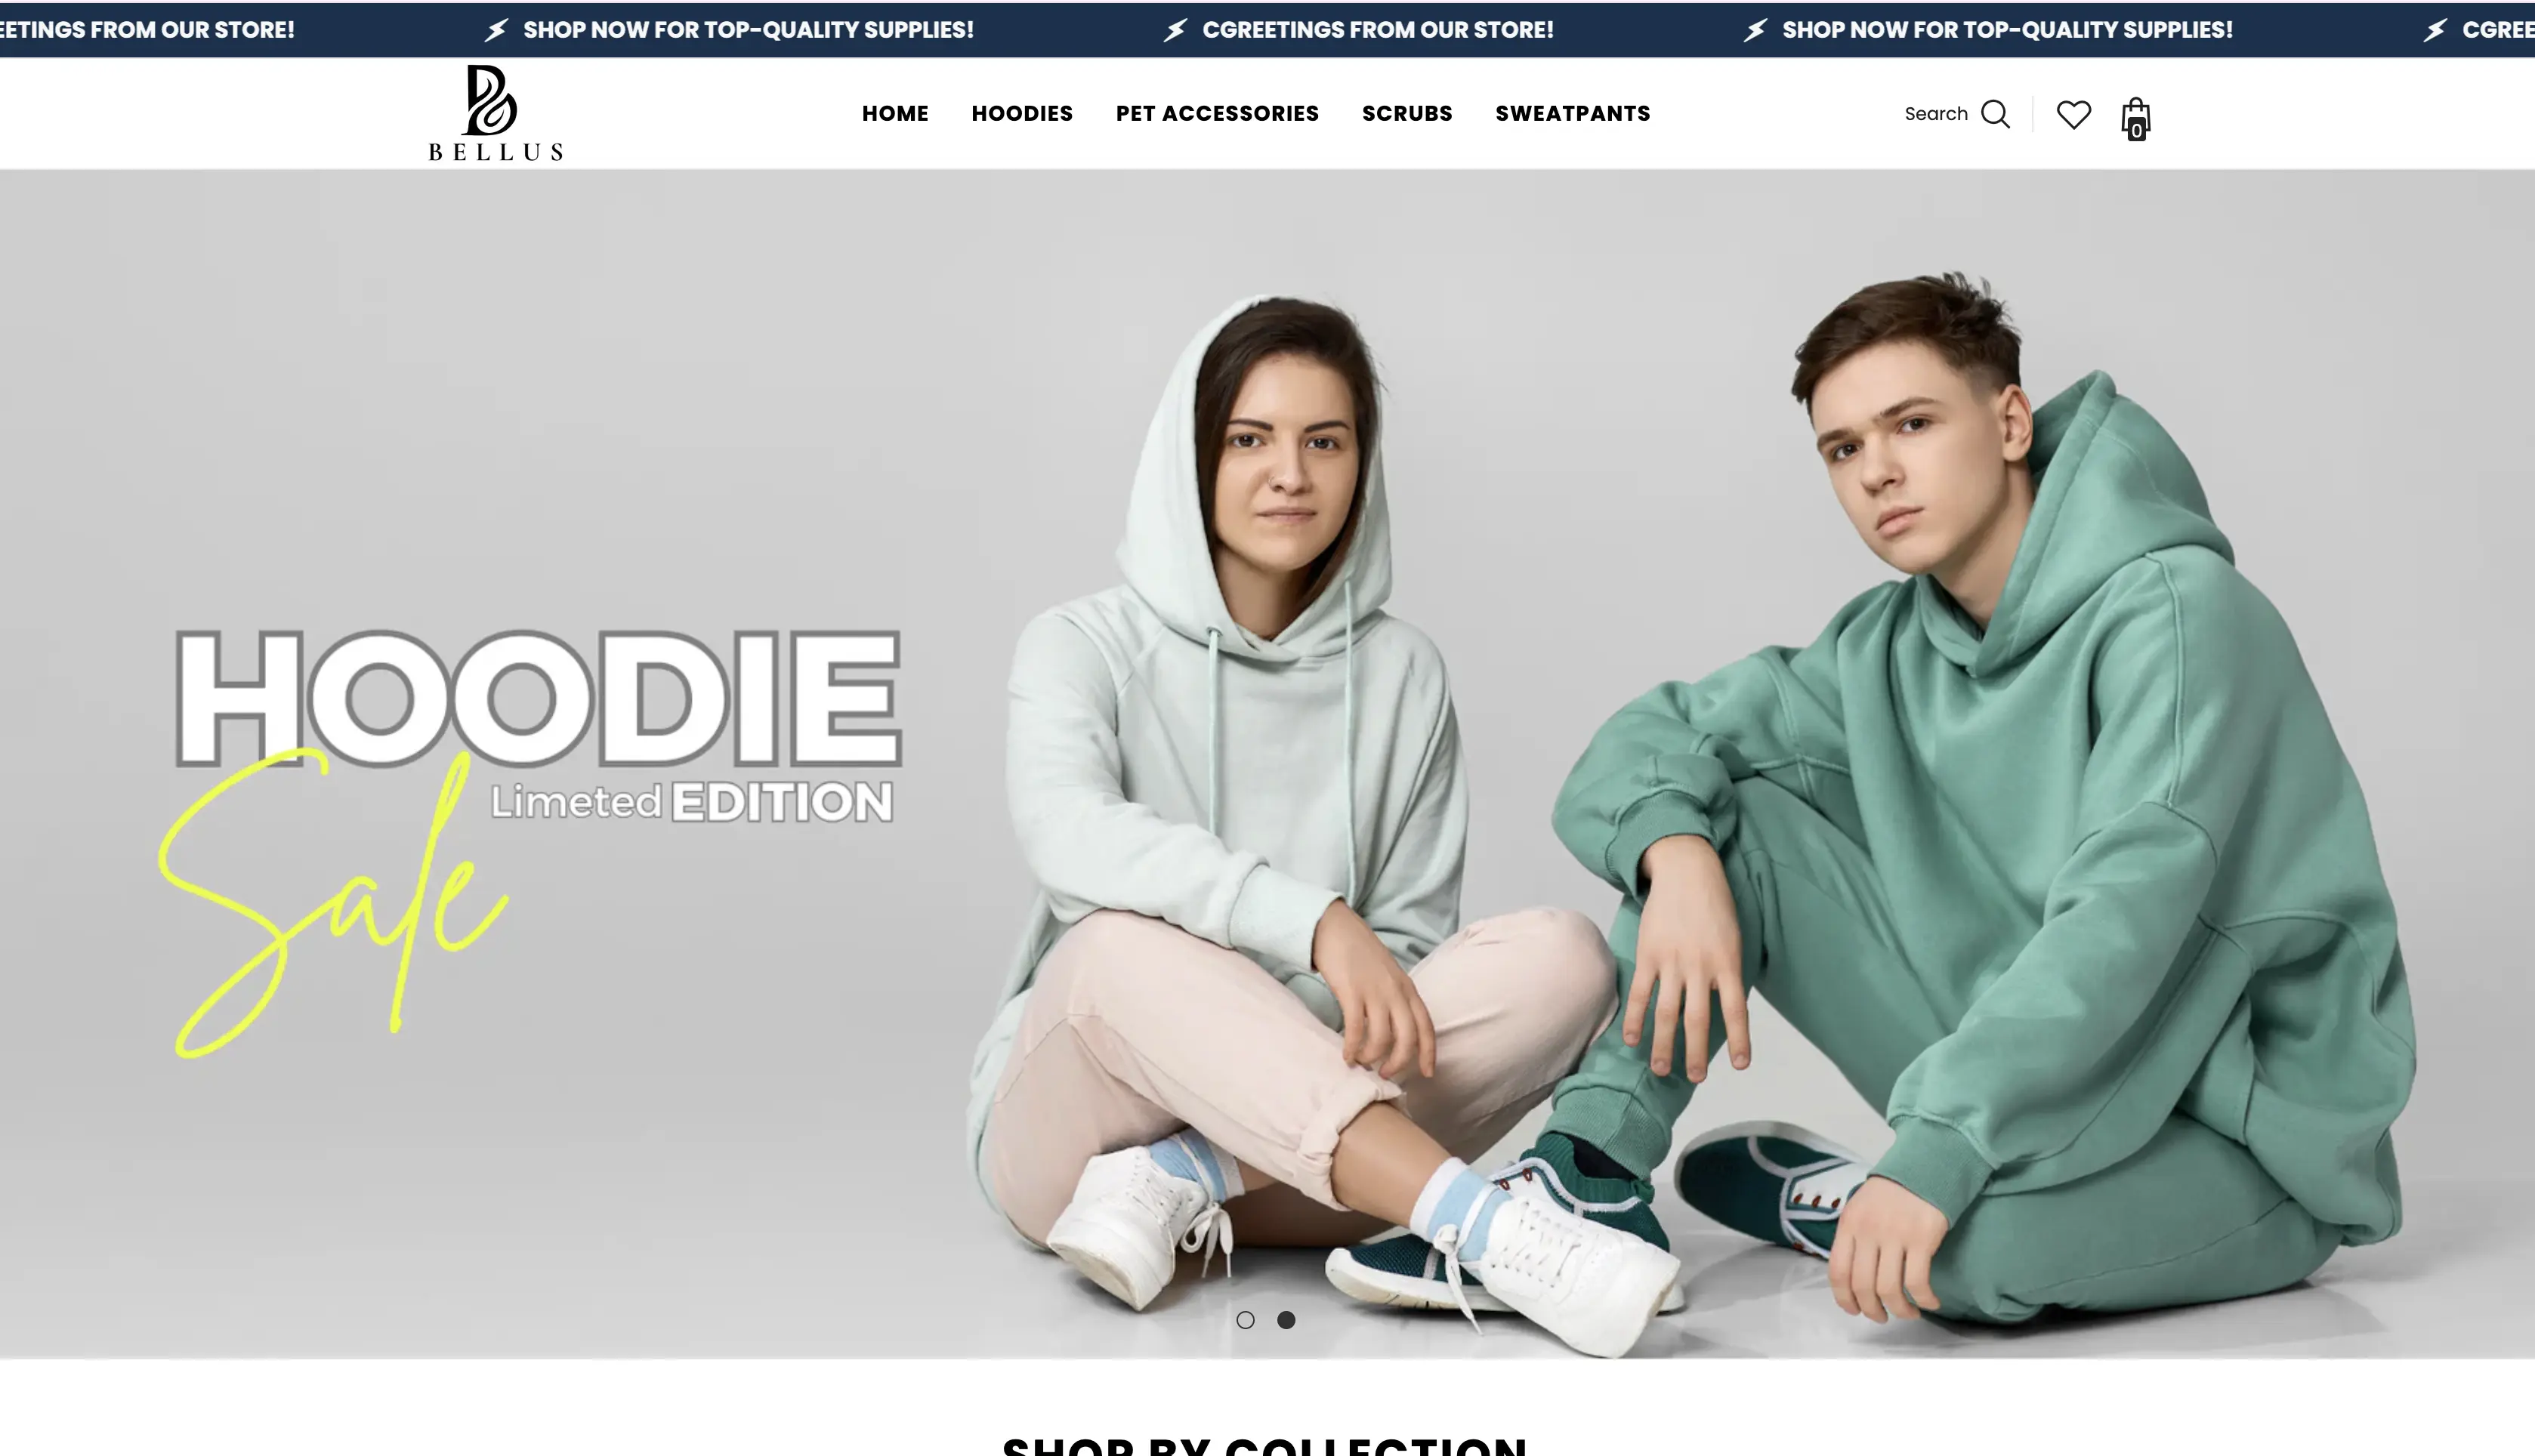 EETINGS FROM OUR STORE! SHOP NOW FOR TOP-QUALITY SUPPLIES! CGREETINGS FROM OUR STORE! SHOP NOW FOR TOP-QUALITY SUPPLIES! CGREE
B
BELLUS
HOME HOODIES PET ACCESSORIES SCRUBS SWEATPANTS
Search
0
HOODIE
Limeted EDITION
Sale
SHOP BY COLLECTION